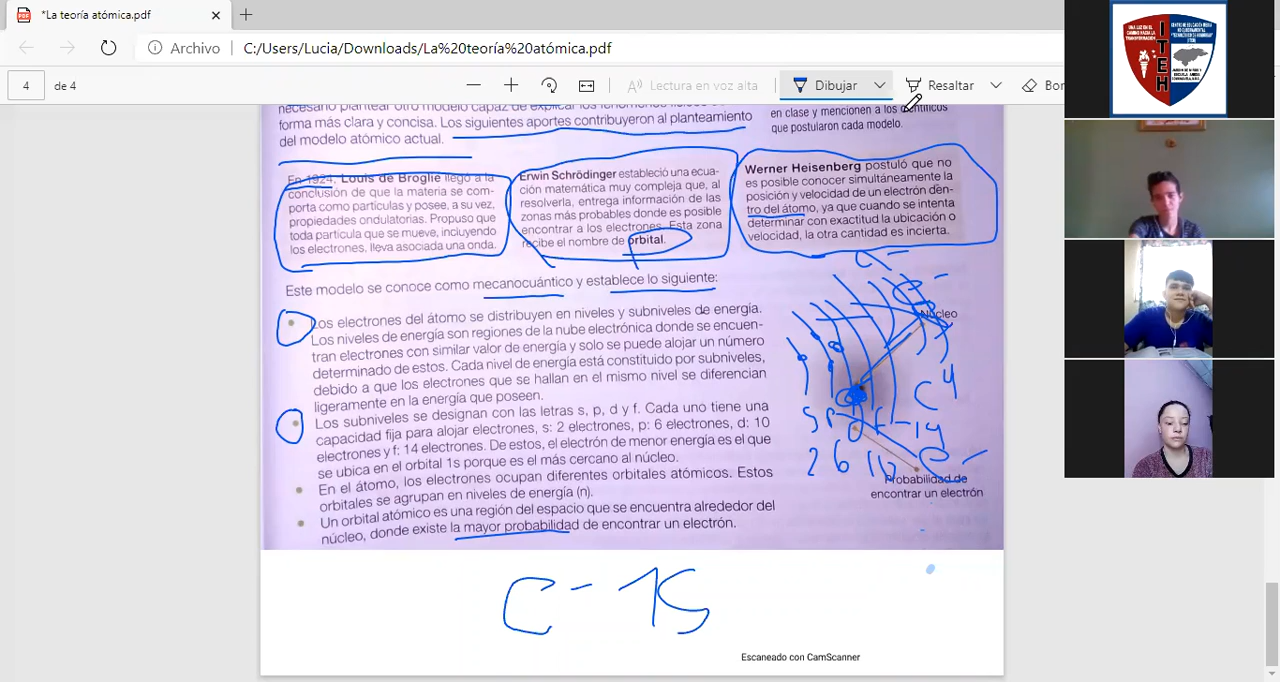 *La teoría atómica.pdf
Archivo C:/Users/Lucia/Downloads/La%20teoria%20atómica.pdf
4 de 4
Lectura en voz alta
Dibujar
Resaltar
necesario plantear otro modelo capaz de explicar los fenómenos
forma más clara y concisa. Los siguientes aportes contribuyeron al planteamiento
del modelo atómico actual.
en clase y mencionen a los científicos
que postularon cada modelo.
En 1924, Louis de Broglie llegó a la
conclusión de que la materia se com-
porta como partículas y posee, a su vez,
propiedades ondulatorias. Propuso que
toda partícula que se mueve, incluyendo
los electrones, lleva asociada una onda.
Erwin Schrödinger estableció una ecua-
ción matemática muy compleja que, al
resolverla, entrega información de las
zonas más probables donde es posible
encontrar a los electrones. Esta zona
recibe el nombre de orbital.
Werner Heisenberg postuló que no
es posible conocer simultáneamente la
posición y velocidad de un electrón den-
tro del átomo, ya que cuando se intenta
determinar con exactitud la ubicación o
velocidad, la otra cantidad es incierta.
Este modelo se conoce como mecanocuántico y establece lo siguiente:
Los electrones del átomo se distribuyen en niveles y subniveles de energía.
Los niveles de energía son regiones de la nube electrónica donde se encuen-
tran electrones con similar valor de energía y solo se puede alojar un número
determinado de estos. Cada nivel de energía está constituido por subniveles,
debido a que los electrones que se hallan en el mismo nivel se diferencian
ligeramente en la energía que poseen.
Los subniveles se designan con las letras s, p, d y f. Cada uno tiene una
capacidad fija para alojar electrones, s: 2 electrones, p: 6 electrones, d: 10
electrones y f: 14 electrones. De estos, el electrón de menor energía es el que
se ubica en el orbital 1s porque es el más cercano al núcleo.
En el átomo, los electrones ocupan diferentes orbitales atómicos. Estos
orbitales se agrupan en niveles de energía (n).
Un orbital atómico es una región del espacio que se encuentra alrededor del
núcleo, donde existe la mayor probabilidad de encontrar un electrón.
Núcleo
Probabilidad de
encontrar un electrón
2 6 10
14
Escaneado con CamScanner
ITEH